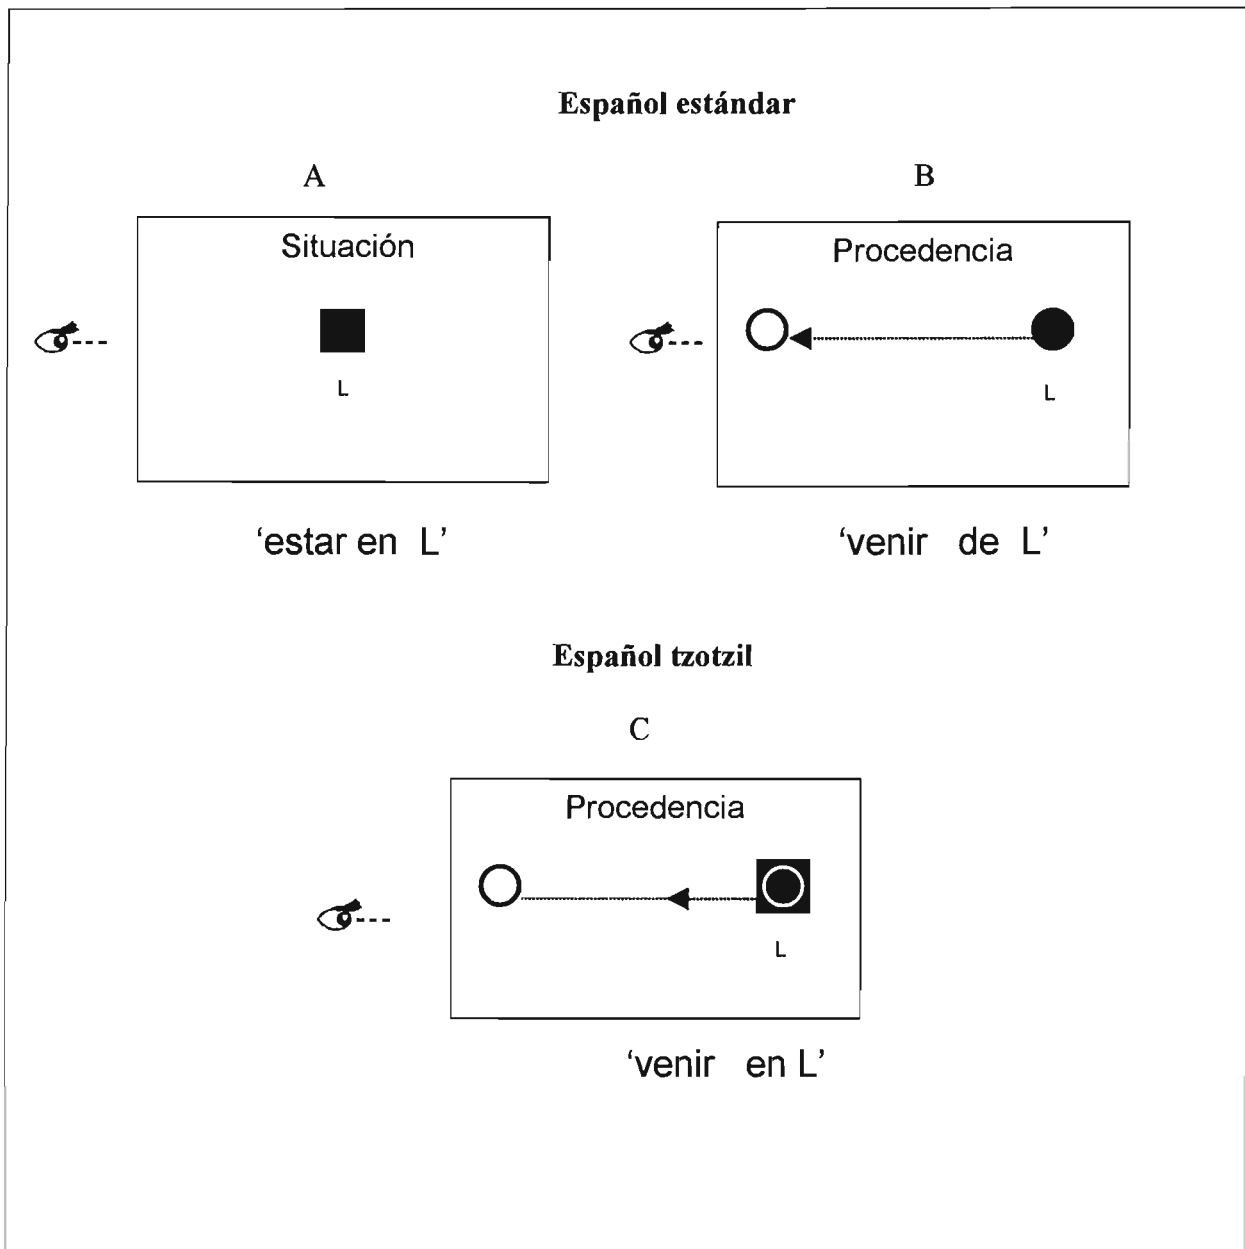 Español estándar
A
B
Situación
Procedencia
L
L
'estar en L'
'venir de L'
Español tzotzil
C
Procedencia
L
'venir en L'